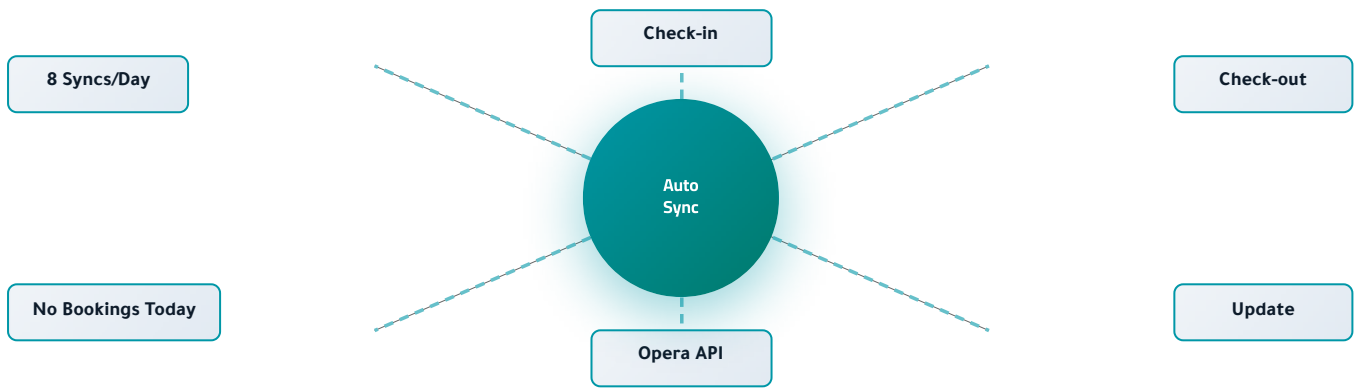 Check-in
8 Syncs/Day
Check-out
Auto
Sync
No Bookings Today
Update
Opera API